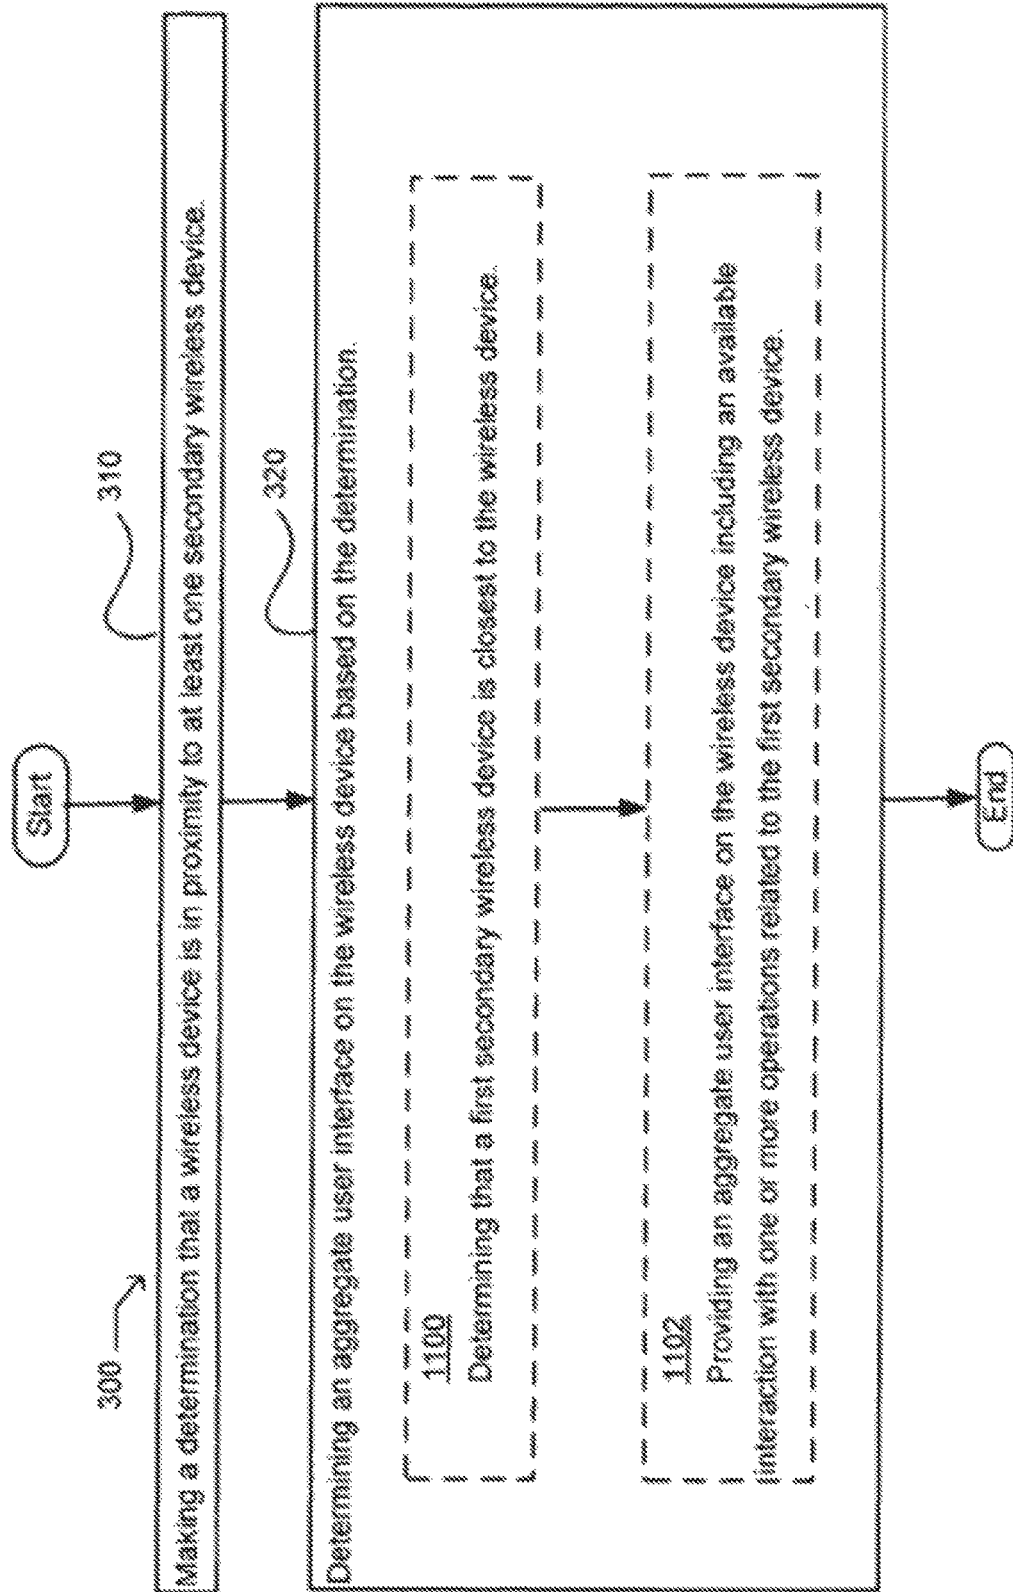 Start
300
310
Making a determination that a wireless device is in proximity to at least one secondary wireless device.
320
Determining an aggregate user interface on the wireless device based on the determination.
1100
Determining that a first secondary wireless device is closest to the wireless device.
1102
Providing an aggregate user interface on the wireless device including an available
interaction with one or more operations related to the first secondary wireless device.
End